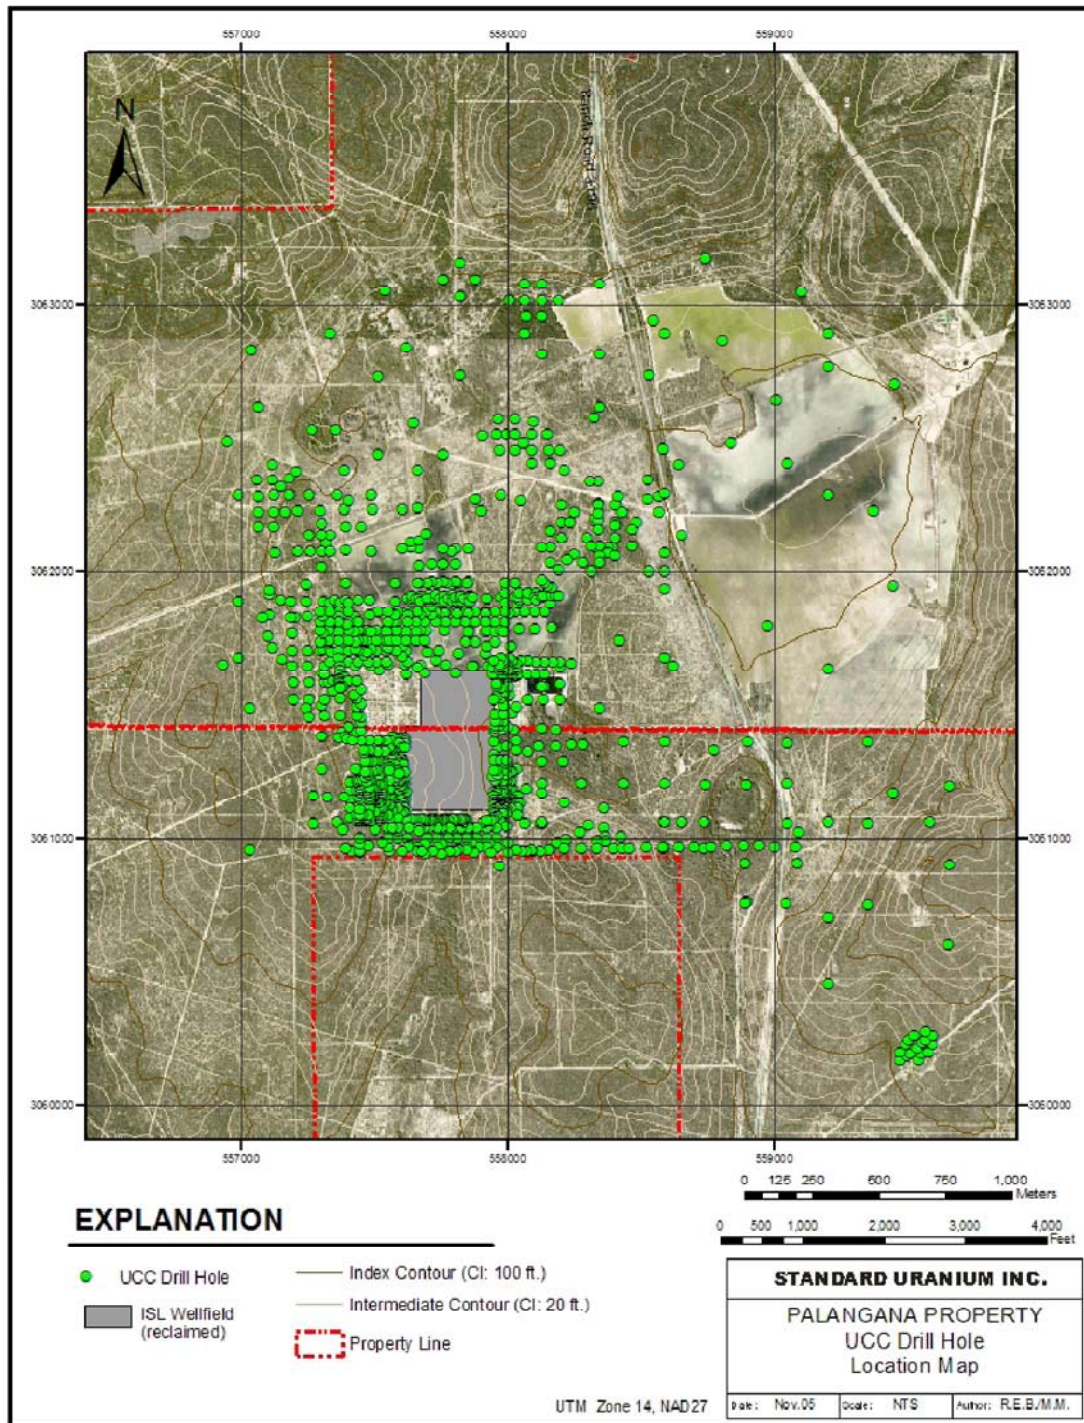 557000 558000 559000
N
3063000 3063000
3062000 3062000
3061000 3061000
3060000 3060000
557000 558000 559000
0 125 250 500 750 1,000
Meters
0 500 1,000 2,000 3,000 4,000
Feet
EXPLANATION
UCC Drill Hole
ISL Wellfield
(reclaimed)
Index Contour (CI: 100 ft.)
Intermediate Contour (CI: 20 ft.)
Property Line
STANDARD URANIUM INC.
PALANGANA PROPERTY
UCC Drill Hole
Location Map
UTM Zone 14, NAD27
Date: Nov.05 Scale: NTS Author: R.E.B./M.M.